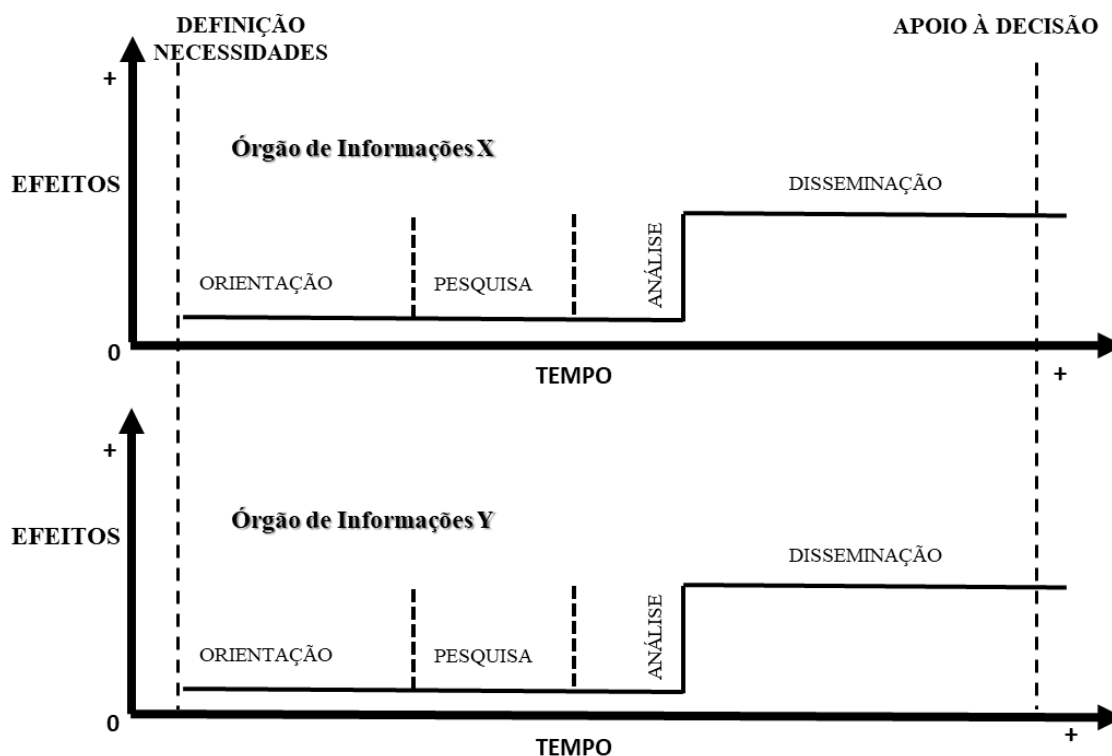 DEFINIÇÃO
NECESSIDADES
APOIO À DECISÃO
+
Órgão de Informações X
EFEITOS
DISSEMINAÇÃO
ORIENTAÇÃO
PESQUISA
ANÁLISE
0
TEMPO
+
+
Órgão de Informações Y
EFEITOS
DISSEMINAÇÃO
ORIENTAÇÃO
PESQUISA
ANÁLISE
0
TEMPO
+